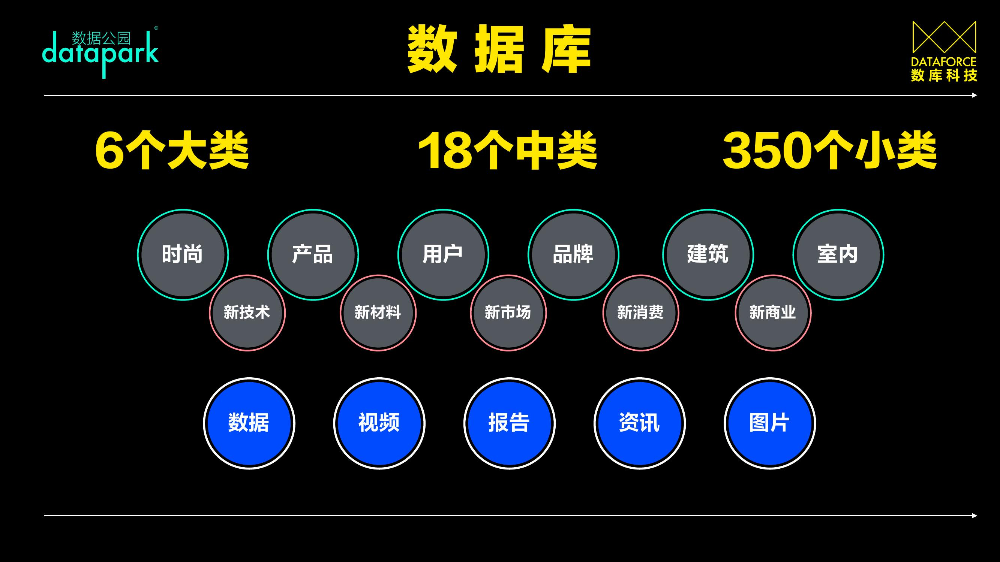 数据公园®
datapark
数据库
DATAFORCE
数库科技
6个大类
18个中类
350个小类
时尚
产品
用户
品牌
建筑
室内
新技术
新材料
新市场
新消费
新商业
数据
视频
报告
资讯
图片